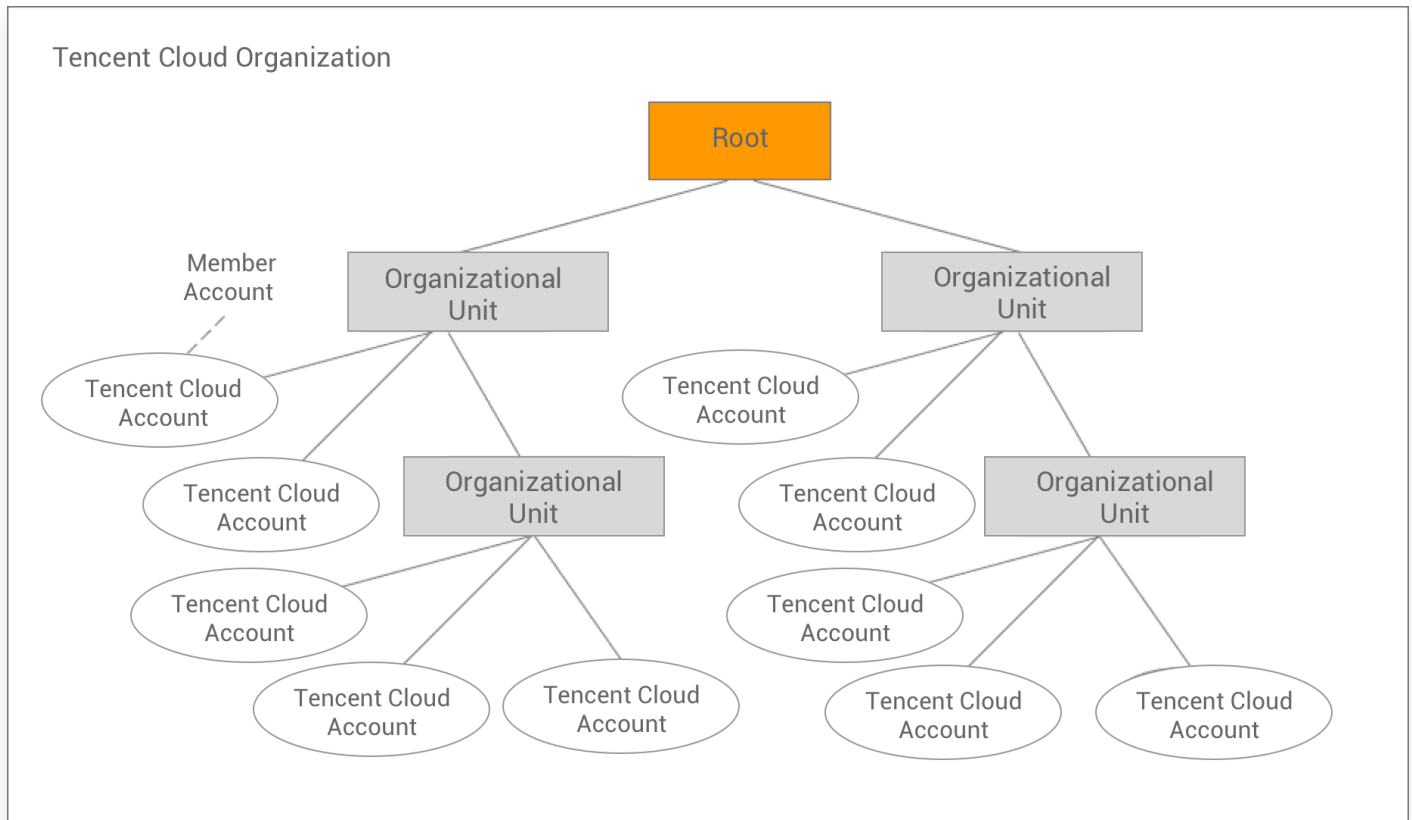 Tencent Cloud Organization
Root
Member
Account
Organizational
Unit
Organizational
Unit
Tencent Cloud
Account
Tencent Cloud
Account
Tencent Cloud
Account
Organizational
Unit
Tencent Cloud
Account
Organizational
Unit
Tencent Cloud
Account
Tencent Cloud
Account
Tencent Cloud
Account
Tencent Cloud
Account
Tencent Cloud
Account
Tencent Cloud
Account